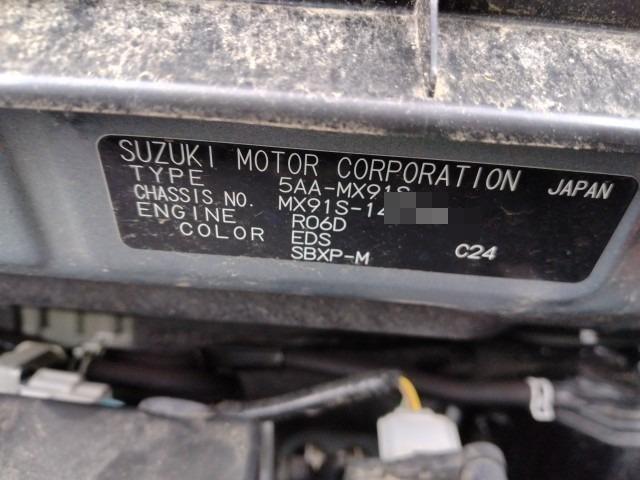 SUZUKI MOTOR CORPORATION JAPAN
TYPE 5AA-MX91S
CHASSIS NO. MX91S-14
ENGINE R06D
COLOR EDS
SBXP-M C24